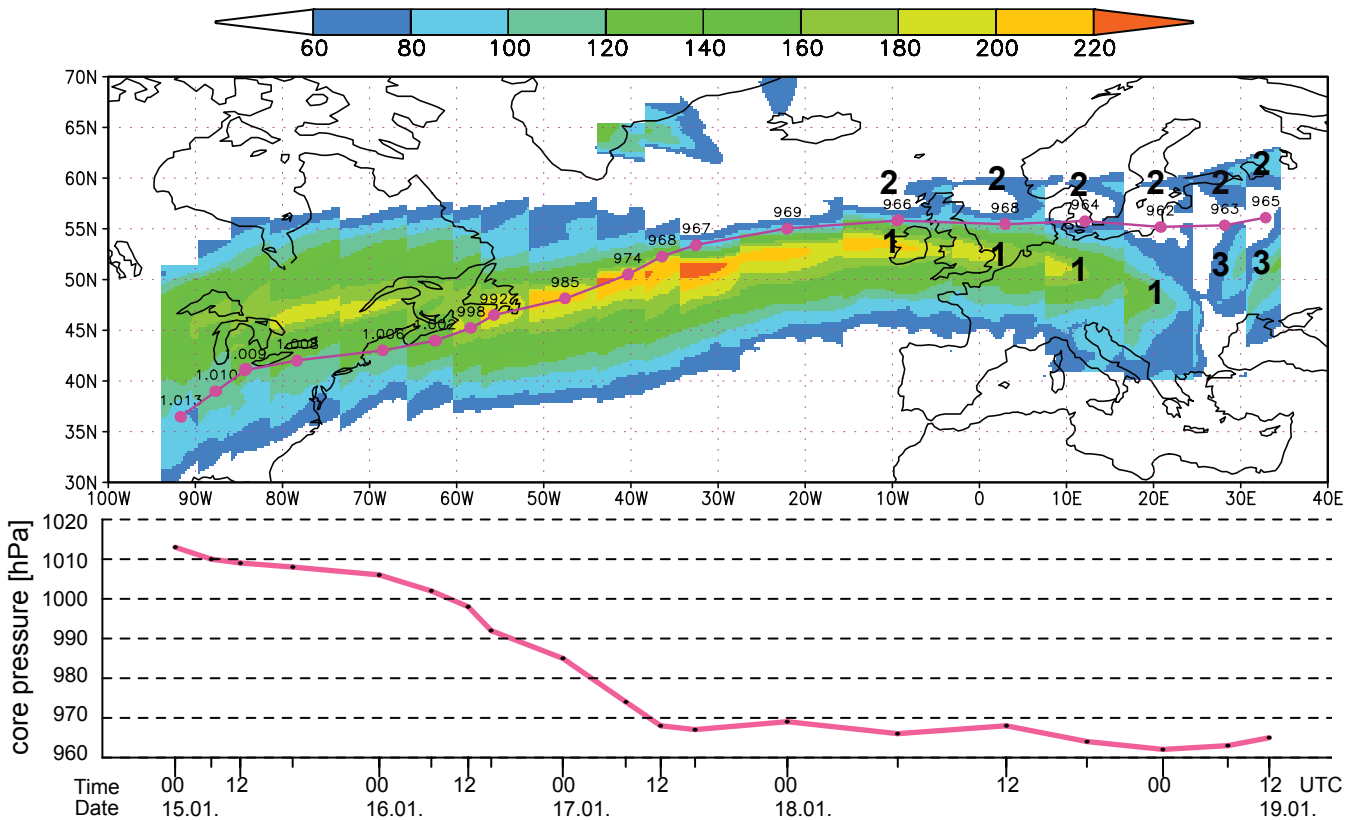 60 80 100 120 140 160 180 200 220
70N
65N
60N
55N
50N
45N
40N
35N
30N
2 2 2 2 2 2
966 968 964 962 963 965
1.013 1.010 1.009 1.008 1.006 1.002 998 992 985 974 968 967 969
1 1 1 1 3 3
100W 90W 80W 70W 60W 50W 40W 30W 20W 10W 0 10E 20E 30E 40E
core pressure [hPa]
1020
1010
1000
990
980
970
960
Time 00 12 00 12 00 12 00 12 00 12 UTC
Date 15.01. 16.01. 17.01. 18.01. 19.01.